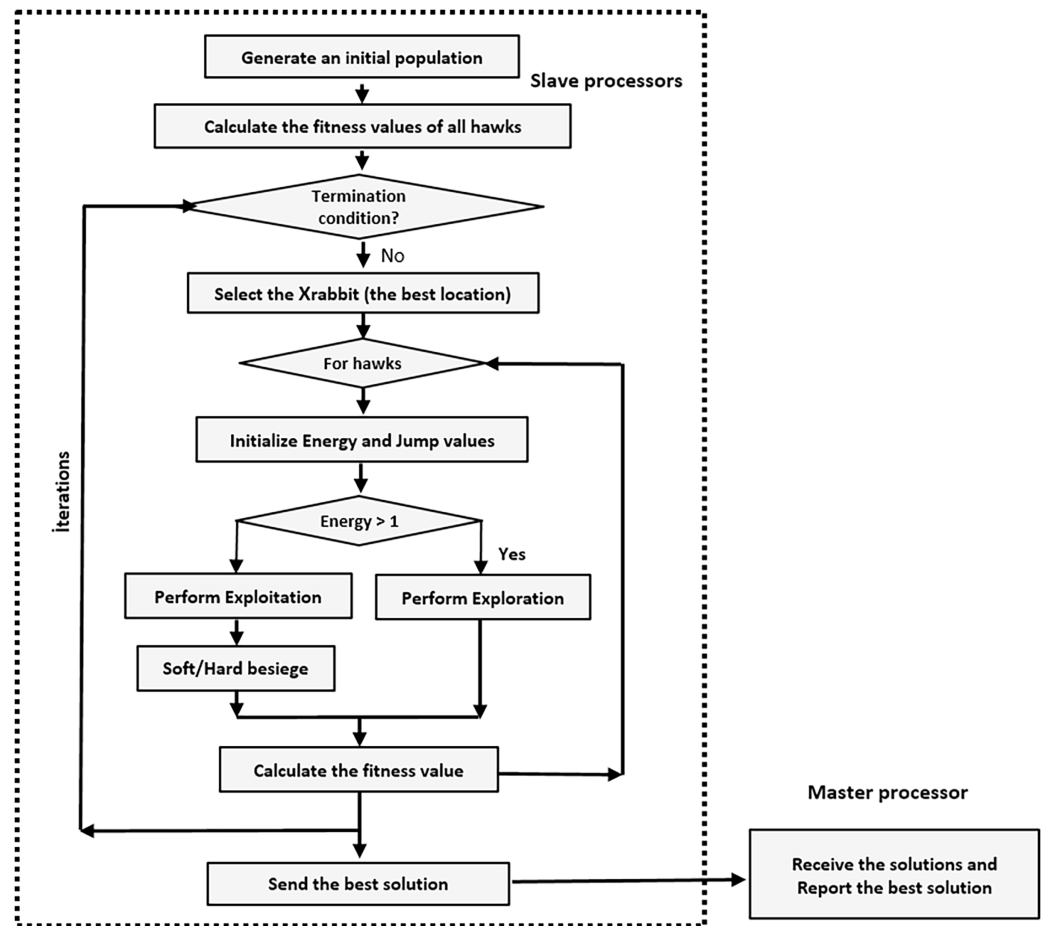 Generate an initial population
Slave processors
Calculate the fitness values of all hawks
Termination
condition?
No
Select the Xrabbit (the best location)
For hawks
Initialize Energy and Jump values
iterations
Energy > 1
Yes
Perform Exploitation
Perform Exploration
Soft/Hard besiege
Calculate the fitness value
Master processor
Receive the solutions and
Report the best solution
Send the best solution